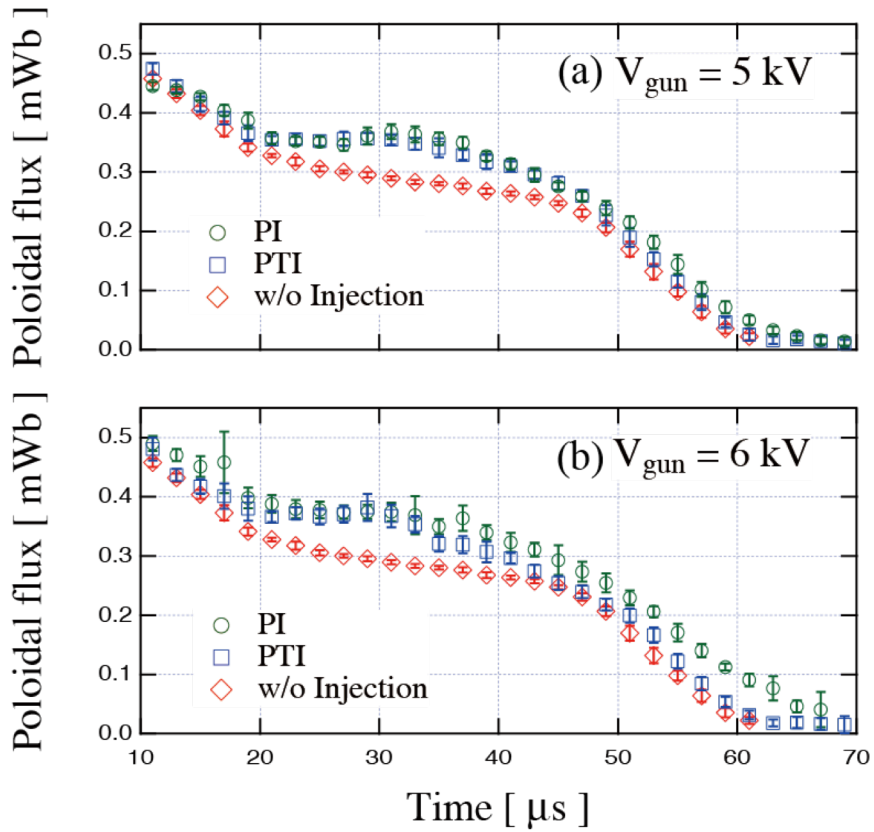 Poloidal flux [ mWb]
0.5
0.4
0.3
0.2
0.1
0.0
(a) Vgun = 5 kV
PI
PTI
w/o Injection
Poloidal flux [ mWb]
0.5
0.4
0.3
0.2
0.1
0.0
(b) Vgun = 6 kV
PI
PTI
w/o Injection
10 20 30 40 50 60 70
Time [ μs ]